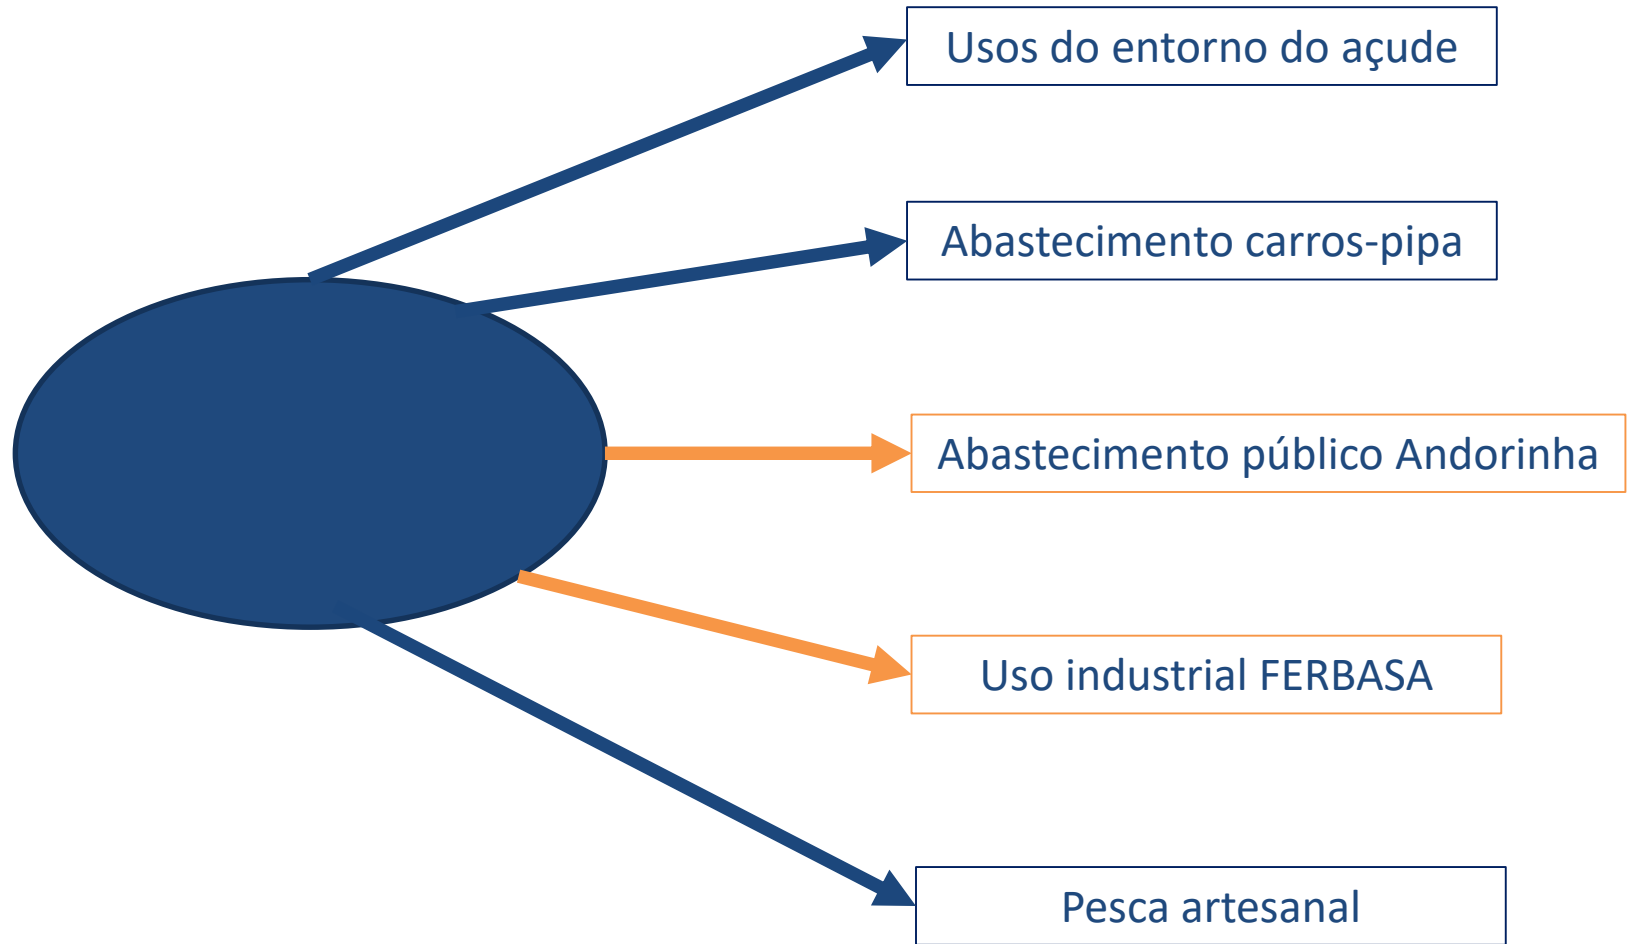 Usos do entorno do açude
Abastecimento carros-pipa
Abastecimento público Andorinha
Uso industrial FERBASA
Pesca artesanal